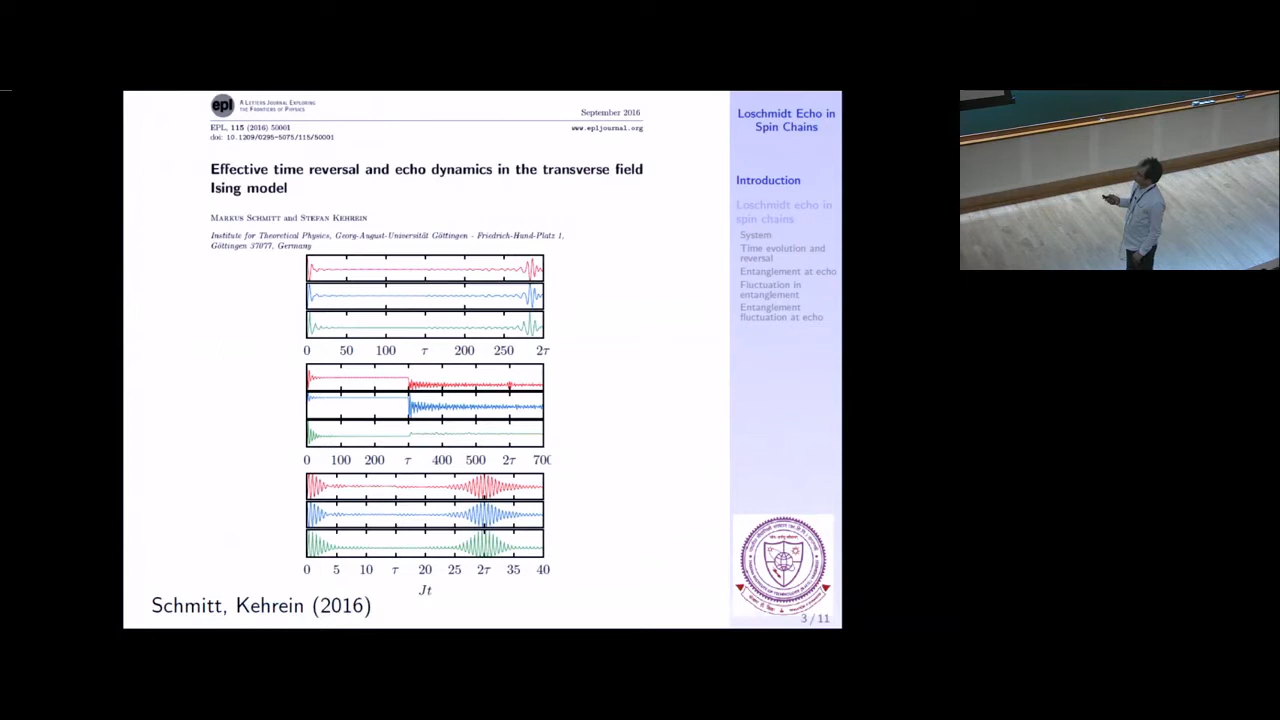 epl
A LETTERS JOURNAL EXPLORING
THE FRONTIERS OF PHYSICS
September 2016
EPL, 115 (2016) 50001
doi: 10.1209/0295-5075/115/50001
www.epljournal.org
Effective time reversal and echo dynamics in the transverse field
Ising model
MARKUS SCHMITT and STEFAN KEHREIN
Institute for Theoretical Physics, Georg-August-Universität Göttingen - Friedrich-Hund-Platz 1,
Göttingen 37077, Germany
0 50 100 τ 200 250 2τ
0 100 200 τ 400 500 2τ 700
0 5 10 τ 20 25 2τ 35 40
Jt
Schmitt, Kehrein (2016)
Loschmidt Echo in
Spin Chains
Introduction
Loschmidt echo in
spin chains
System
Time evolution and
reversal
Entanglement at echo
Fluctuation in
entanglement
Entanglement
fluctuation at echo
3 / 11